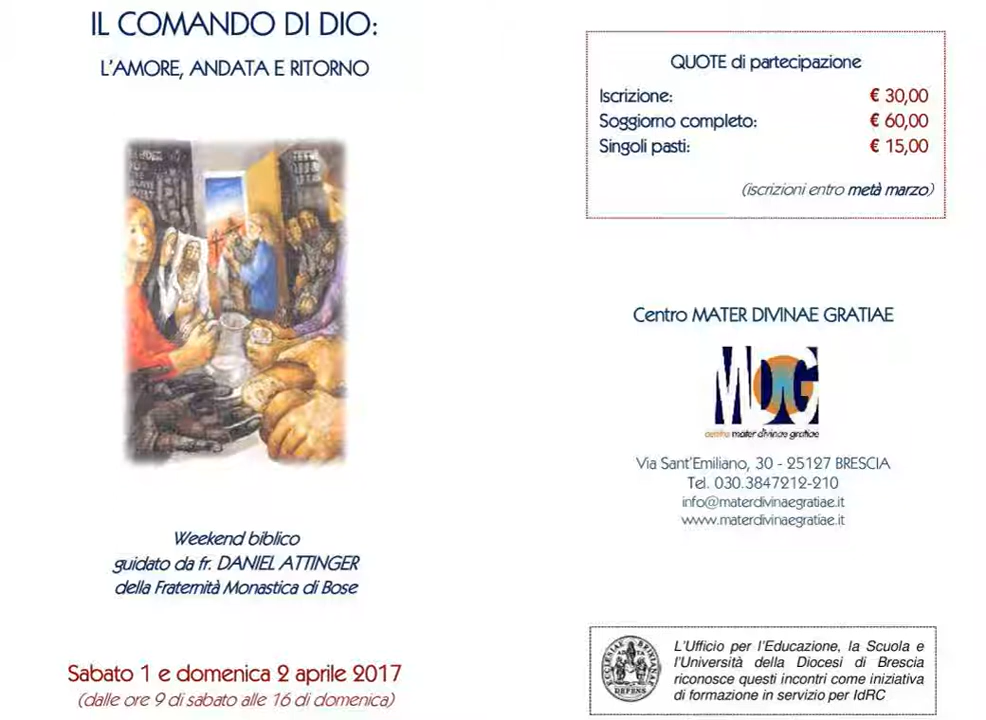 IL COMANDO DI DIO:
L'AMORE, ANDATA E RITORNO
Weekend biblico
guidato da fr. DANIEL ATTINGER
della Fraternità Monastica di Bose
Sabato 1 e domenica 2 aprile 2017
(dalle ore 9 di sabato alle 16 di domenica)
QUOTE di partecipazione
Iscrizione: € 30,00
Soggiorno completo: € 60,00
Singoli pasti: € 15,00
(iscrizioni entro metà marzo)
Centro MATER DIVINAE GRATIAE
MDG
centro mater divinae gratiae
Via Sant'Emiliano, 30 - 25127 BRESCIA
Tel. 030.3847212-210
info@materdivinaegratiae.it
www.materdivinaegratiae.it
L'Ufficio per l'Educazione, la Scuola e
l'Università della Diocesi di Brescia
riconosce questi incontri come iniziativa
di formazione in servizio per IdRC